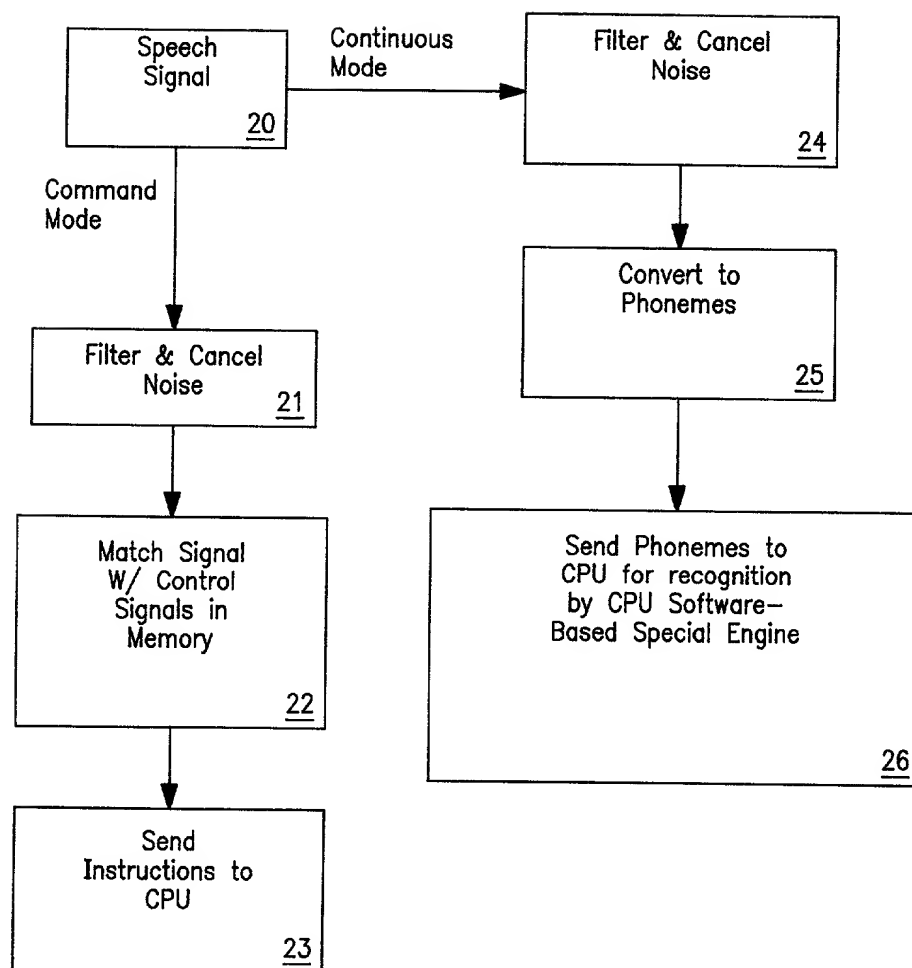 Speech
Signal
20
Continuous
Mode
Filter & Cancel
Noise
24
Command
Mode
Convert to
Phonemes
25
Filter & Cancel
Noise
21
Match Signal
W/ Control
Signals in
Memory
22
Send Phonemes to
CPU for recognition
by CPU Software-
Based Special Engine
26
Send
Instructions to
CPU
23